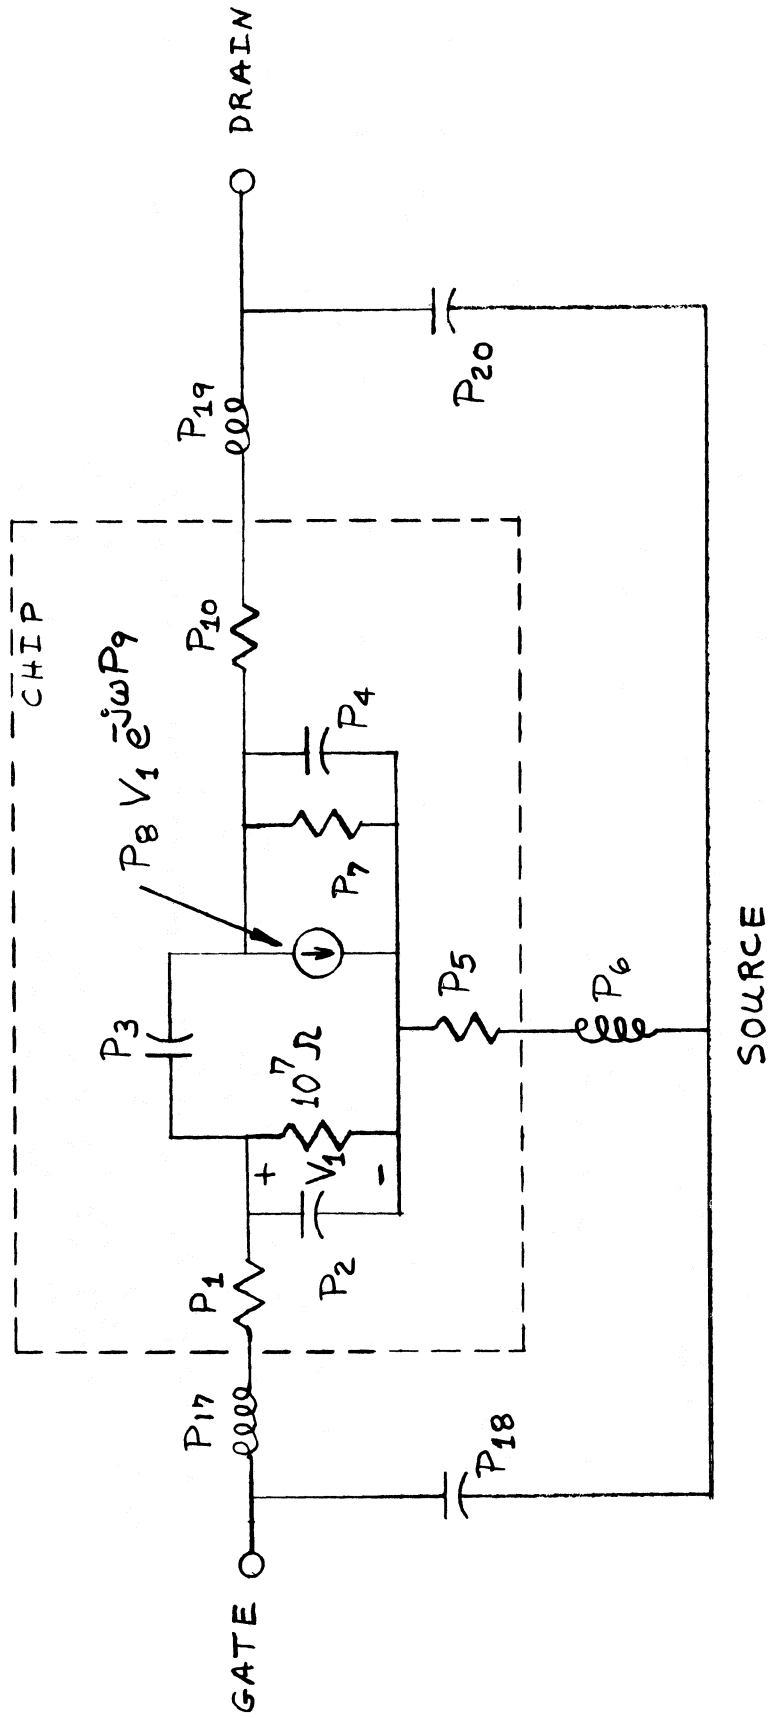 CHIP
P8 V1 e^-jωP9
P3
P17
P1
P10
P19
GATE
DRAIN
+
V1
-
10^7 Ω
P2
P7
P4
P5
P18
P6
P20
SOURCE